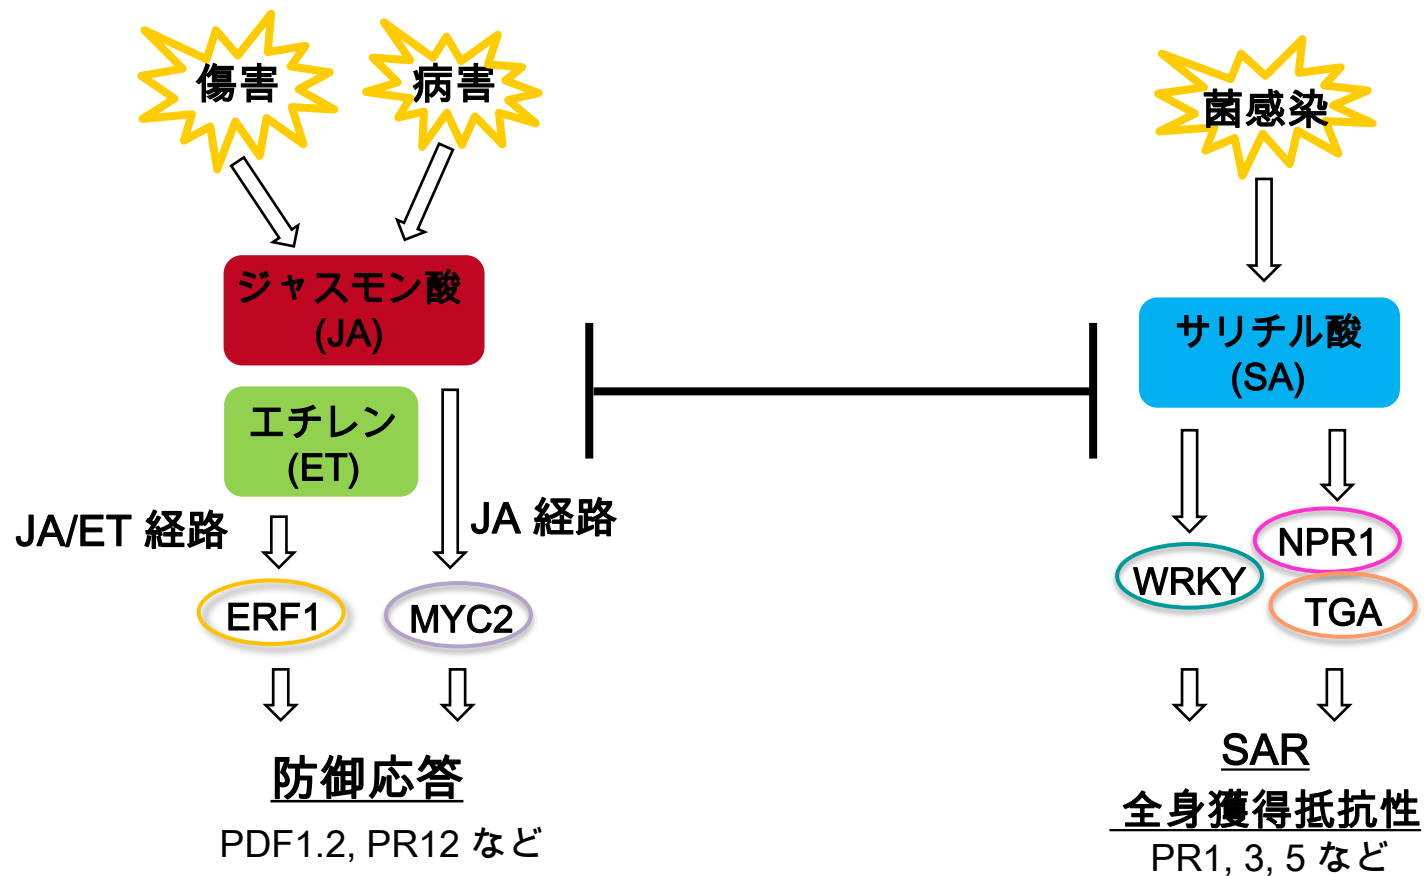 傷害
病害
菌感染
ジャスモン酸
(JA)
サリチル酸
(SA)
エチレン
(ET)
JA/ET 経路
JA 経路
ERF1
MYC2
WRKY
NPR1
TGA
防御応答
PDF1.2, PR12 など
SAR
全身獲得抵抗性
PR1, 3, 5 など